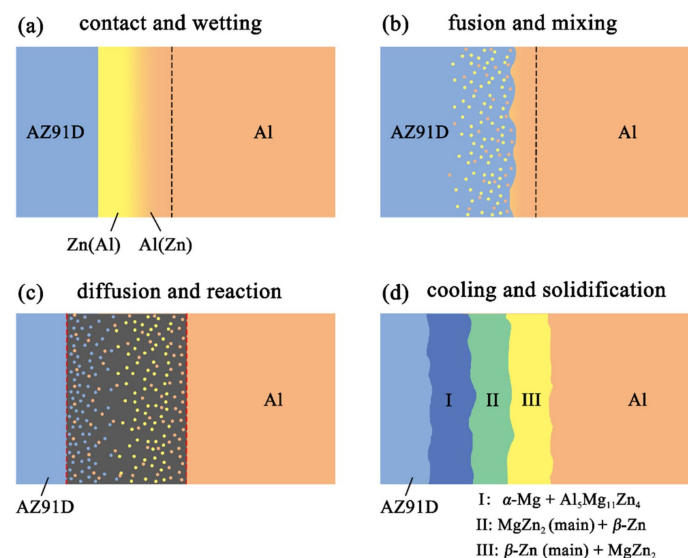 (a) contact and wetting
AZ91D
Al
Zn(Al)
Al(Zn)
(b) fusion and mixing
AZ91D
Al
(c) diffusion and reaction
Al
AZ91D
(d) cooling and solidification
I
II
III
Al
AZ91D
I: α-Mg + Al₅Mg₁₁Zn₄
II: MgZn₂ (main) + β-Zn
III: β-Zn (main) + MgZn₂